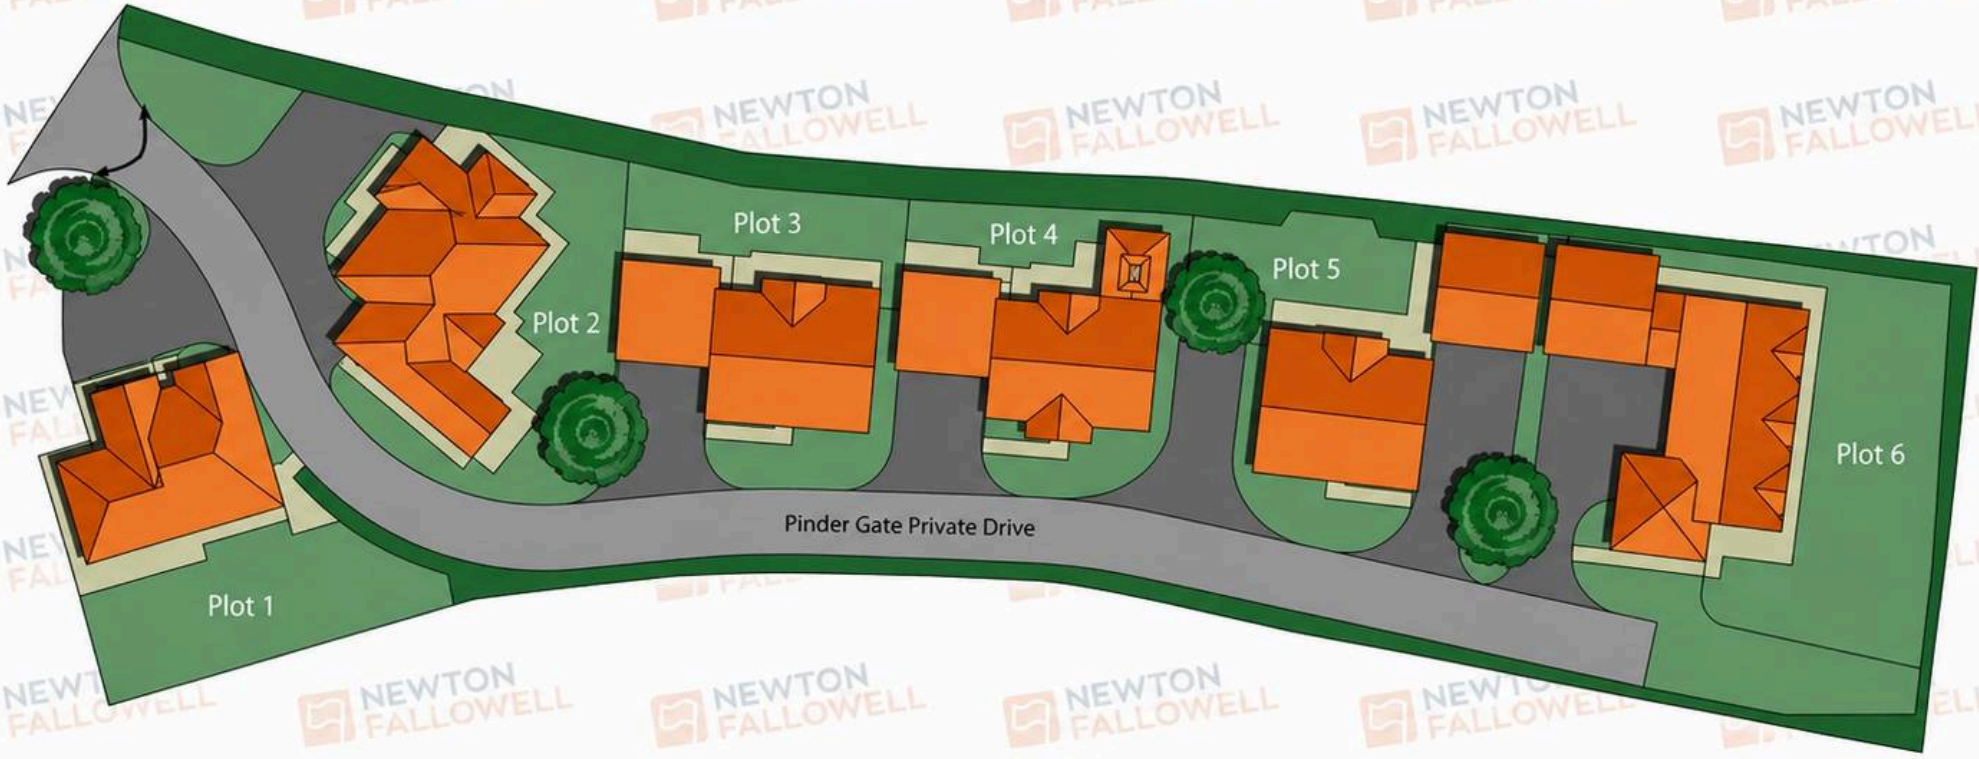 NEWTON
FALLOWELL
Plot 1
Plot 2
Plot 3
Plot 4
Plot 5
Plot 6
Pinder Gate Private Drive